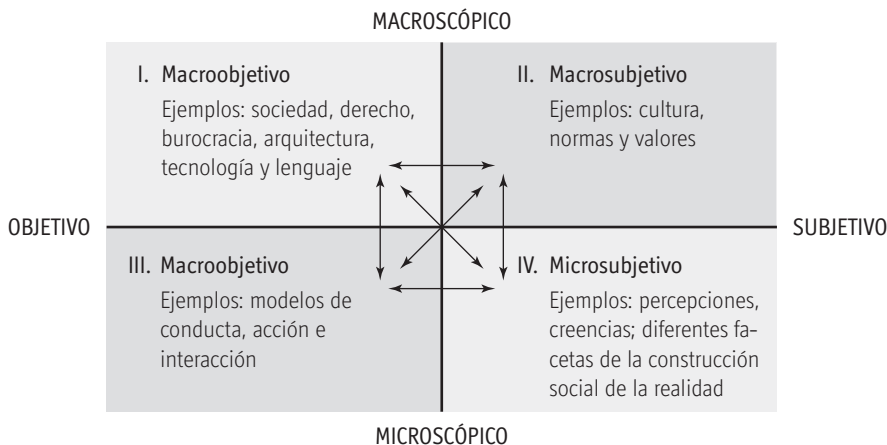 MACROSCÓPICO
I. Macroobjetivo
Ejemplos: sociedad, derecho,
burocracia, arquitectura,
tecnología y lenguaje
II. Macrosubjetivo
Ejemplos: cultura,
normas y valores
OBJETIVO
SUBJETIVO
III. Macroobjetivo
Ejemplos: modelos de
conducta, acción e
interacción
IV. Microsubjetivo
Ejemplos: percepciones,
creencias; diferentes fa-
cetas de la construcción
social de la realidad
MICROSCÓPICO